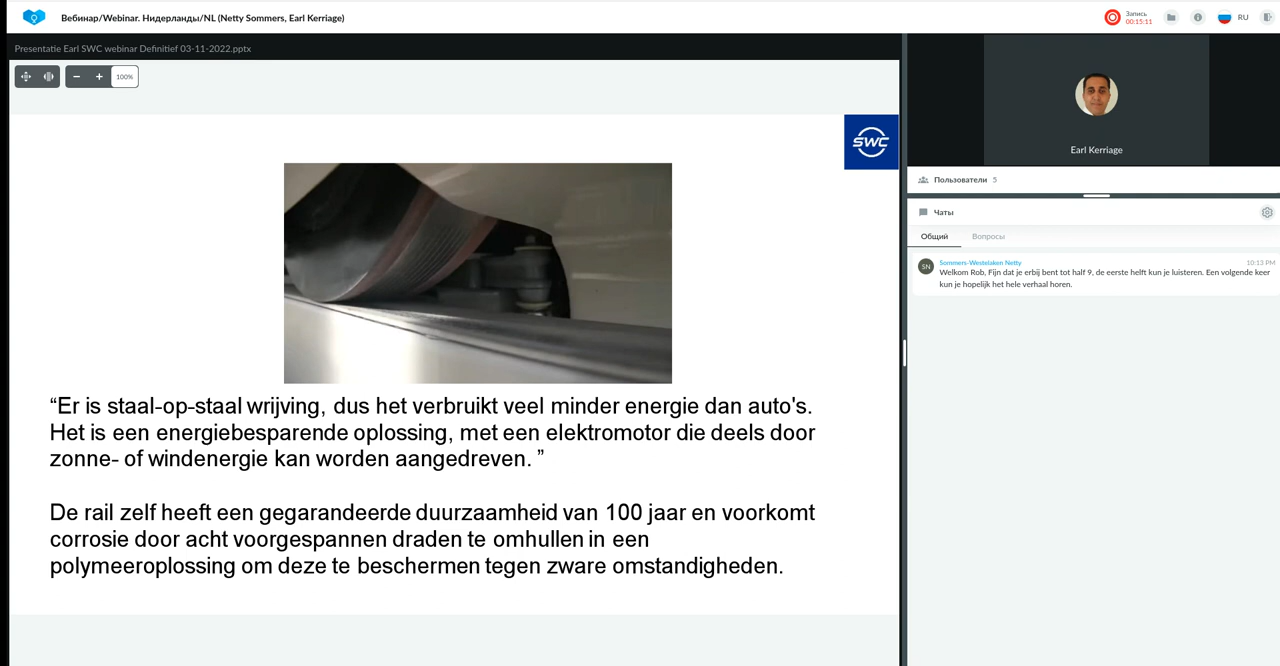 Вебинар/Webinar. Нидерланды/NL (Netty Sommers, Earl Kerriage)
Запись
00:15:11
RU
Presentatie Earl SWC webinar Definitief 03-11-2022.pptx
100%
SWC
Earl Kerriage
Пользователи 5
Чаты
Общий
Вопросы
SN
Sommers-Westelaken Netty
10:13 PM
Welkom Rob, Fijn dat je erbij bent tot half 9, de eerste helft kun je luisteren. Een volgende keer
kun je hopelijk het hele verhaal horen.
“Er is staal-op-staal wrijving, dus het verbruikt veel minder energie dan auto's.
Het is een energiebesparende oplossing, met een elektromotor die deels door
zonne- of windenergie kan worden aangedreven. ”
De rail zelf heeft een gegarandeerde duurzaamheid van 100 jaar en voorkomt
corrosie door acht voorgespannen draden te omhullen in een
polymeeroplossing om deze te beschermen tegen zware omstandigheden.